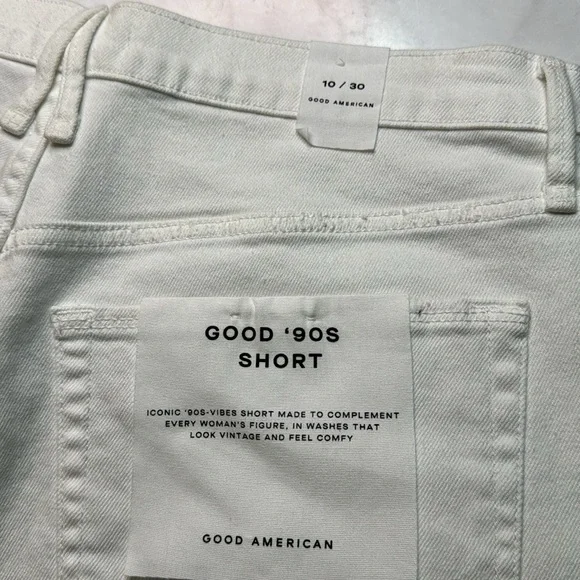 10 / 30
GOOD AMERICAN
GOOD ‘90S
SHORT
ICONIC ‘90S-VIBES SHORT MADE TO COMPLEMENT
EVERY WOMAN'S FIGURE, IN WASHES THAT
LOOK VINTAGE AND FEEL COMFY
GOOD AMERICAN